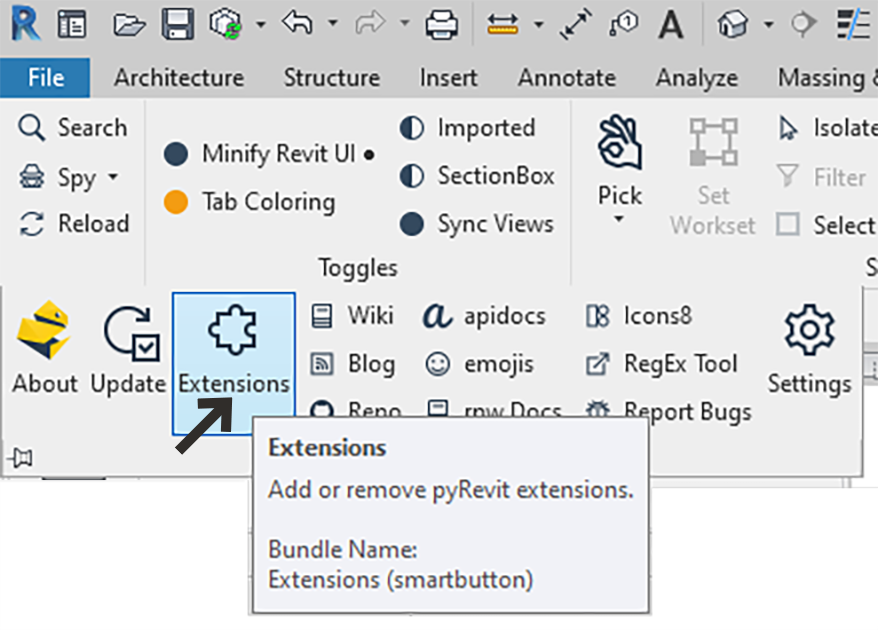 File Architecture Structure Insert Annotate Analyze Massing &
Search
Spy
Reload
Minify Revit UI •
Tab Coloring
Imported
SectionBox
Sync Views
Toggles
Pick
Set
Workset
Isolate
Filter
Select
S
About
Update
Extensions
Wiki
Blog
Repo
apidocs
emojis
rpw Docs
Icons8
RegEx Tool
Report Bugs
Settings
Extensions
Add or remove pyRevit extensions.
Bundle Name:
Extensions (smartbutton)